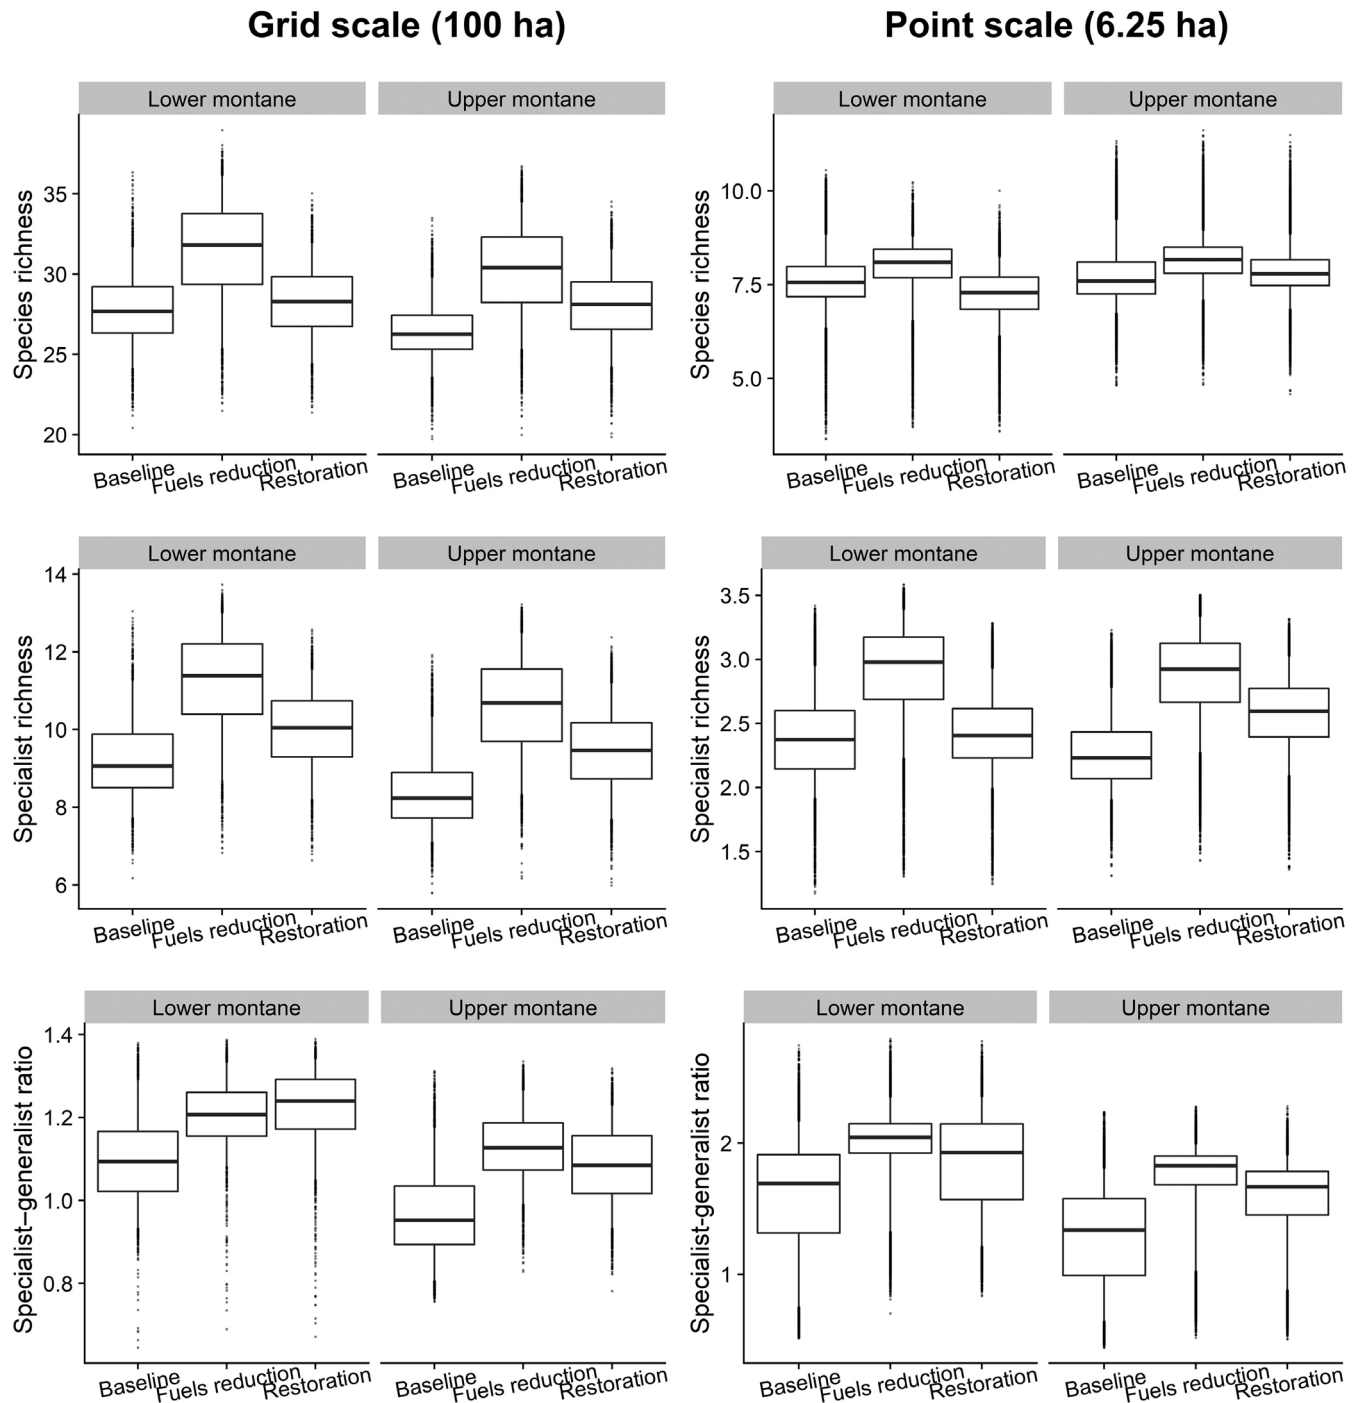 Grid scale (100 ha)
Point scale (6.25 ha)
Lower montane
Upper montane
Species richness
35
30
25
20
Baseline
Fuels reduction
Restoration
Baseline
Fuels reduction
Restoration
Lower montane
Upper montane
Species richness
10.0
7.5
5.0
Baseline
Fuels reduction
Restoration
Baseline
Fuels reduction
Restoration
Lower montane
Upper montane
Specialist richness
14
12
10
8
6
Baseline
Fuels reduction
Restoration
Baseline
Fuels reduction
Restoration
Lower montane
Upper montane
Specialist richness
3.5
3.0
2.5
2.0
1.5
Baseline
Fuels reduction
Restoration
Baseline
Fuels reduction
Restoration
Lower montane
Upper montane
Specialist−generalist ratio
1.4
1.2
1.0
0.8
Baseline
Fuels reduction
Restoration
Baseline
Fuels reduction
Restoration
Lower montane
Upper montane
Specialist-generalist ratio
2
1
Baseline
Fuels reduction
Restoration
Baseline
Fuels reduction
Restoration